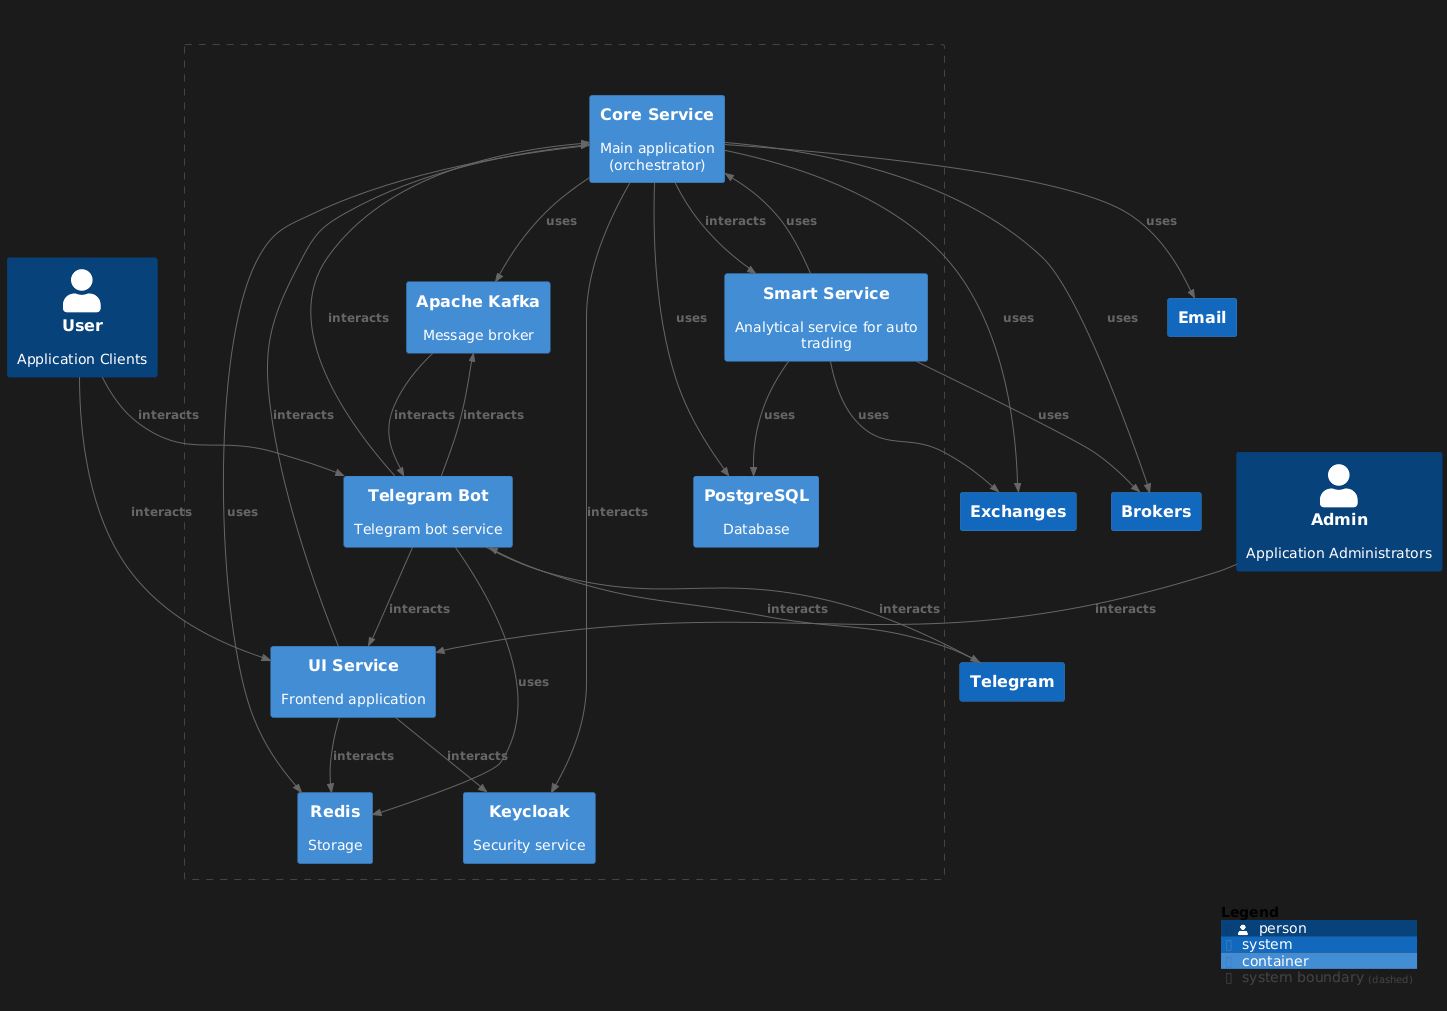 Core Service
Main application
(orchestrator)
uses
interacts
uses
uses
User
Application Clients
Apache Kafka
Message broker
Smart Service
Analytical service for auto
trading
Email
interacts
uses
uses
uses
interacts
interacts
interacts
interacts
uses
uses
uses
Telegram Bot
Telegram bot service
PostgreSQL
Database
Exchanges
Brokers
Admin
Application Administrators
interacts
uses
interacts
interacts
interacts
interacts
interacts
UI Service
Frontend application
uses
Telegram
interacts
interacts
Redis
Storage
Keycloak
Security service
Legend
person
system
container
system boundary (dashed)